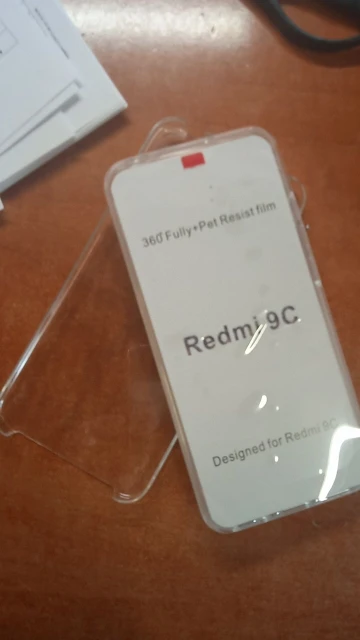 360°Fully+Pet Resist film
Redmi 9C
Designed for Redmi 9C